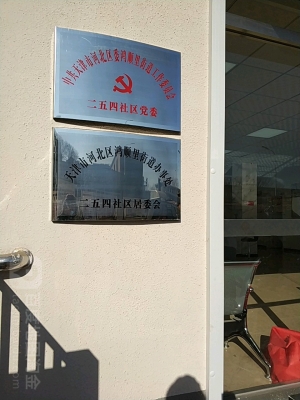 中共天津市河北区委鸿顺里街道工作委员会
二五四社区党委
天津市河北区鸿顺里街道办事处
二五四社区居委会